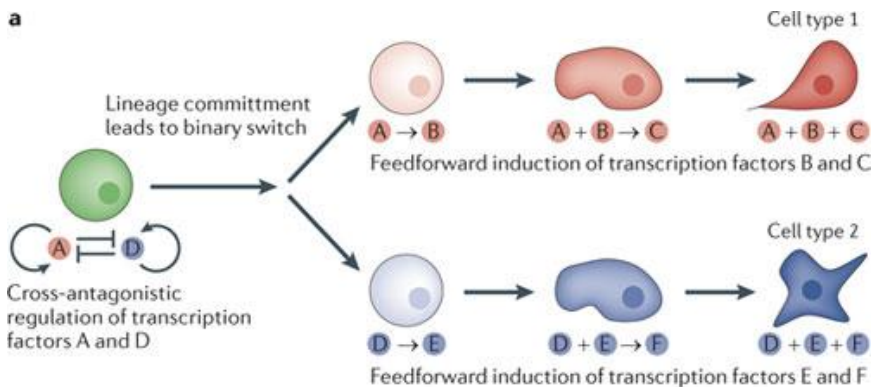 a
Cell type 1
Lineage committment
leads to binary switch
A → B
A + B → C
A + B + C
Feedforward induction of transcription factors B and C
A
D
Cell type 2
Cross-antagonistic
regulation of transcription
factors A and D
D → E
D + E → F
D + E + F
Feedforward induction of transcription factors E and F